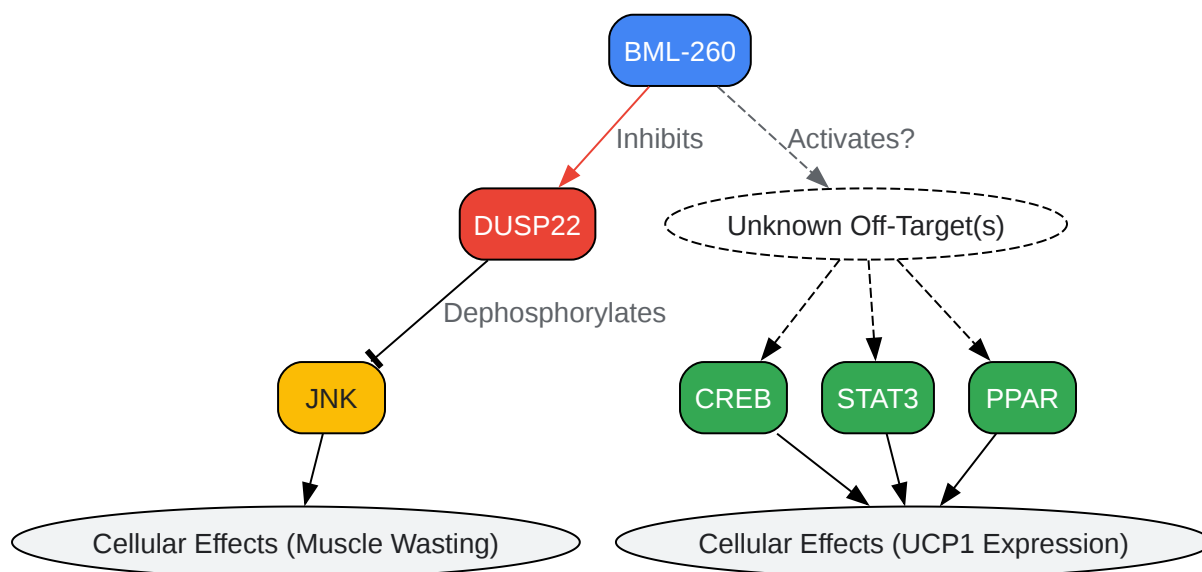 BML-260
Inhibits
Activates?
DUSP22
Unknown Off-Target(s)
Dephosphorylates
JNK
CREB
STAT3
PPAR
Cellular Effects (Muscle Wasting)
Cellular Effects (UCP1 Expression)